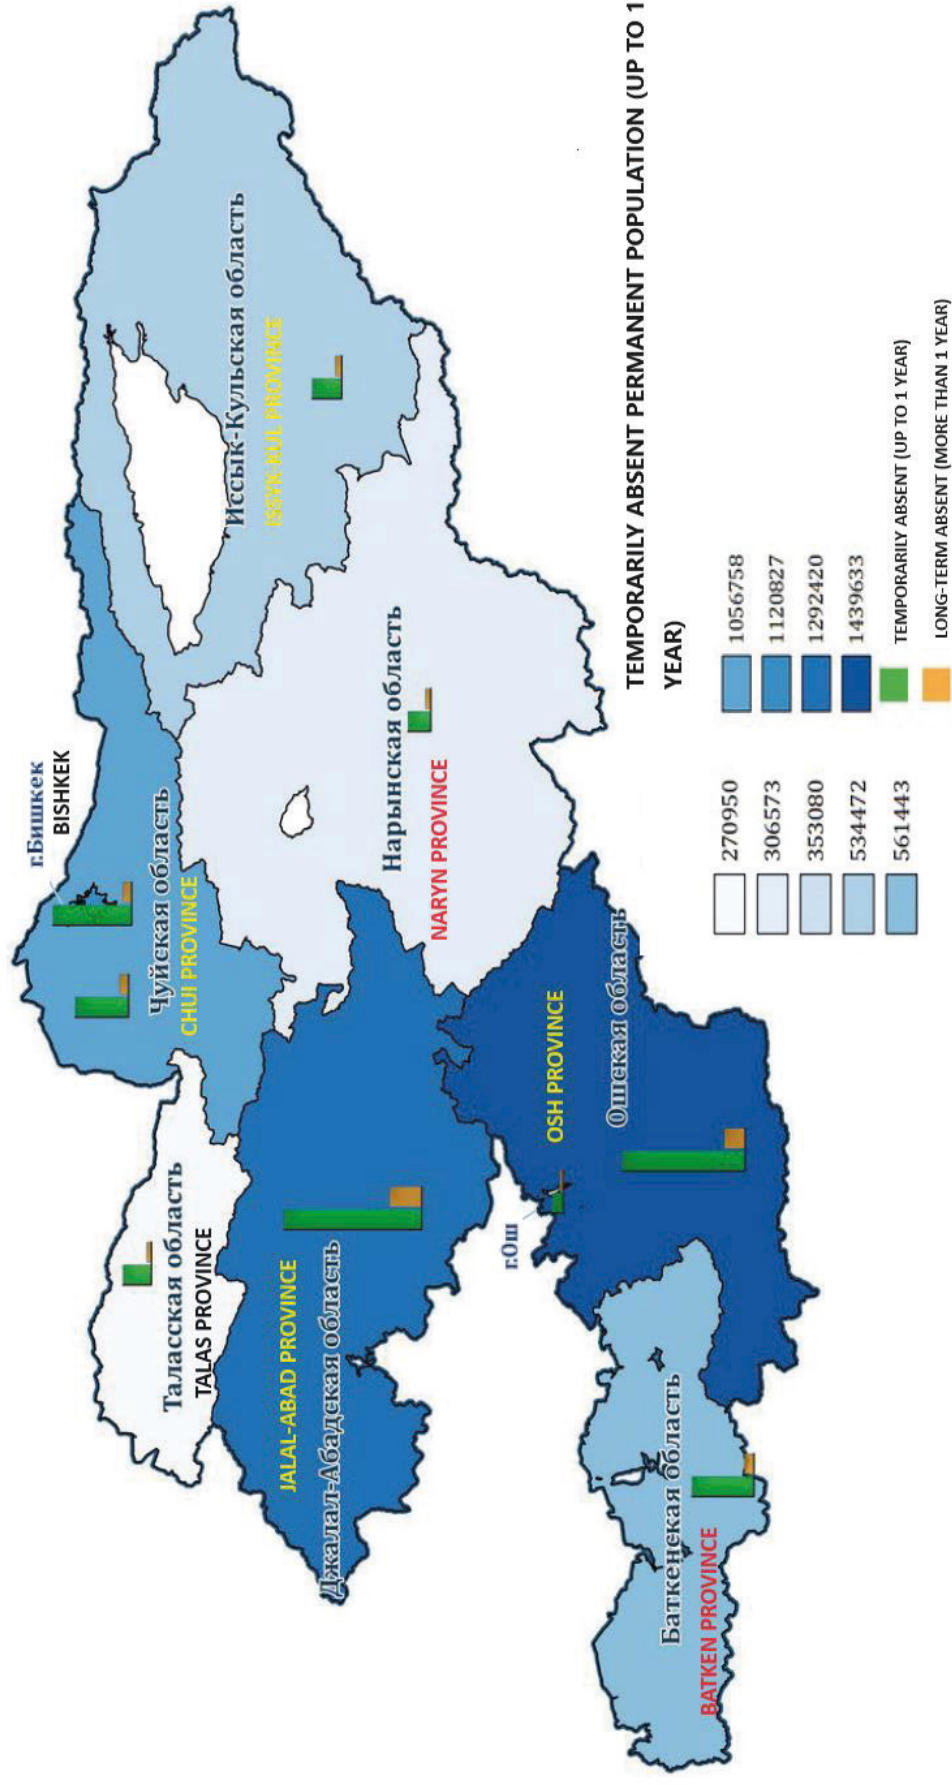 г.Бишкек
BISHKEK
Чуйская область
CHUI PROVINCE
Таласская область
TALAS PROVINCE
Иссык-Кульская область
ISSYK-KUL PROVINCE
Нарынская область
NARYN PROVINCE
JALAL-ABAD PROVINCE
Джалал-Абадская область
г.Ош
OSH PROVINCE
Ошская область
Баткенская область
BATKEN PROVINCE
TEMPORARILY ABSENT PERMANENT POPULATION (UP TO 1
YEAR)
270950
306573
353080
534472
561443
1056758
1120827
1292420
1439633
TEMPORARILY ABSENT (UP TO 1 YEAR)
LONG-TERM ABSENT (MORE THAN 1 YEAR)